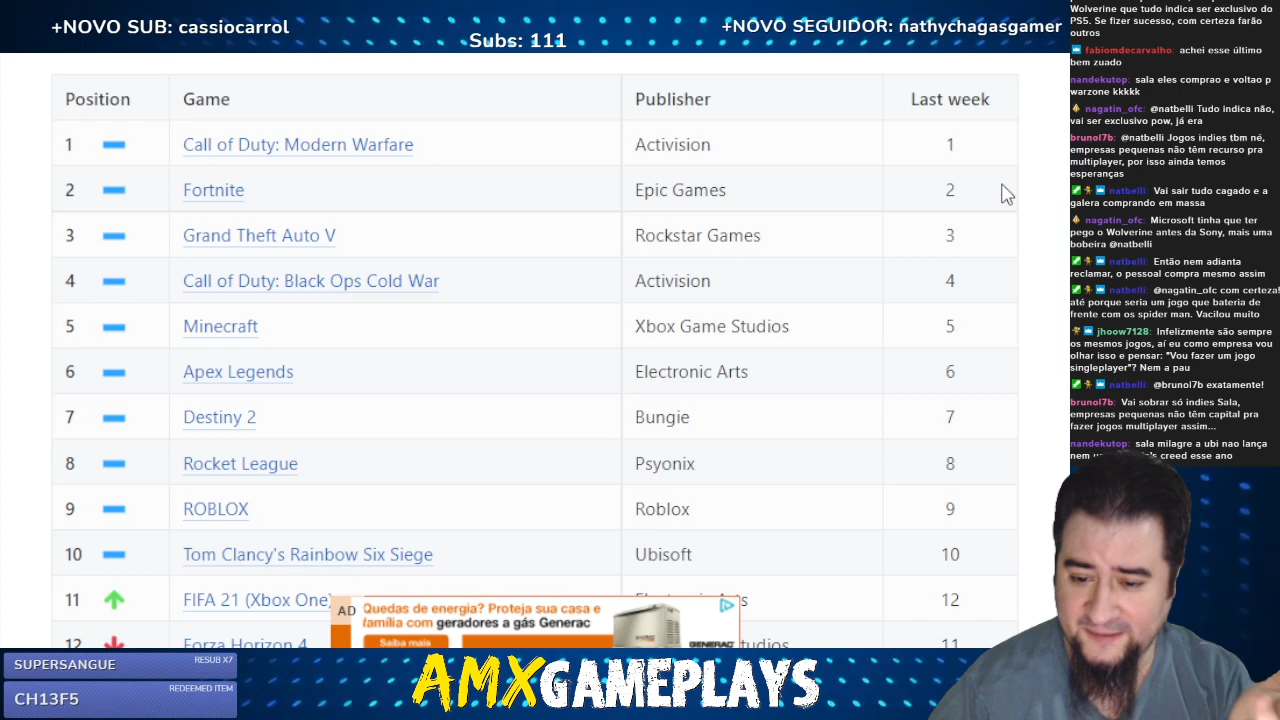 +NOVO SUB: cassiocarrol
Subs: 111
+NOVO SEGUIDOR: nathychagasgamer
Position Game Publisher Last week
1 Call of Duty: Modern Warfare Activision 1
2 Fortnite Epic Games 2
3 Grand Theft Auto V Rockstar Games 3
4 Call of Duty: Black Ops Cold War Activision 4
5 Minecraft Xbox Game Studios 5
6 Apex Legends Electronic Arts 6
7 Destiny 2 Bungie 7
8 Rocket League Psyonix 8
9 ROBLOX Roblox 9
10 Tom Clancy's Rainbow Six Siege Ubisoft 10
11 FIFA 21 (Xbox One) 12
12 Forza Horizon 4 11
AD
Quedas de energia? Proteja sua casa e
família com geradores a gás Generac
Saiba mais
GENERAC
Wolverine que tudo indica ser exclusivo do
PS5. Se fizer sucesso, com certeza farão
outros
fabiomdecarvalho: achei esse último
bem zuado
nandekutop: sala eles comprao e voltao p
warzone kkkkk
nagatin_ofc: @natbelli Tudo indica não,
vai ser exclusivo pow, já era
brunol7b: @natbelli Jogos indies tbm né,
empresas pequenas não têm recurso pra
multiplayer, por isso ainda temos
esperanças
natbelli: Vai sair tudo cagado e a
galera comprando em massa
nagatin_ofc: Microsoft tinha que ter
pego o Wolverine antes da Sony, mais uma
bobeira @natbelli
natbelli: Então nem adianta
reclamar, o pessoal compra mesmo assim
natbelli: @nagatin_ofc com certeza!
até porque seria um jogo que bateria de
frente com os spider man. Vacilou muito
jhoow7128: Infelizmente são sempre
os mesmos jogos, aí eu como empresa vou
olhar isso e pensar: "Vou fazer um jogo
singleplayer"? Nem a pau
natbelli: @brunol7b exatamente!
brunol7b: Vai sobrar só indies Sala,
empresas pequenas não têm capital pra
fazer jogos multiplayer assim...
nandekutop: sala milagre a ubi nao lança
nem creed esse ano
SUPERSANGUE RESUB X7
CH13F5 REDEEMED ITEM
AMXGAMEPLAYS